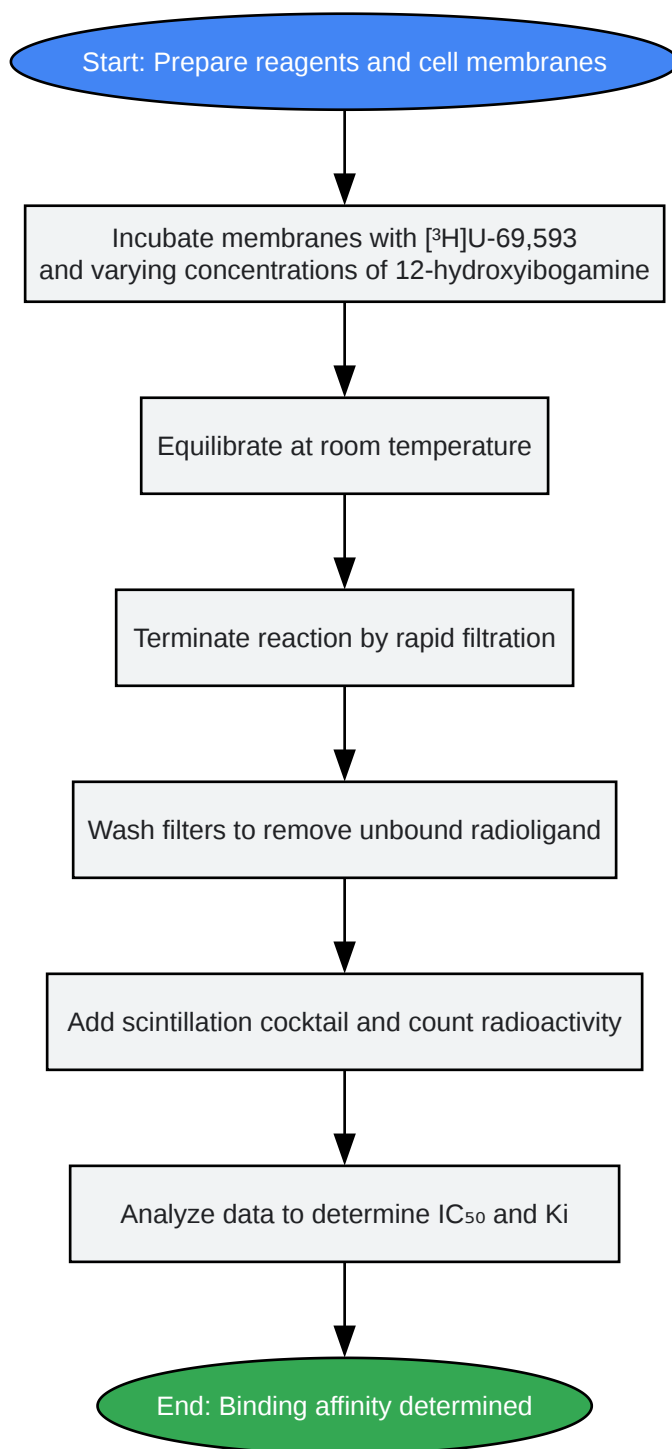 Start: Prepare reagents and cell membranes
Incubate membranes with [³H]U-69,593
and varying concentrations of 12-hydroxyibogamine
Equilibrate at room temperature
Terminate reaction by rapid filtration
Wash filters to remove unbound radioligand
Add scintillation cocktail and count radioactivity
Analyze data to determine IC₅₀ and Ki
End: Binding affinity determined